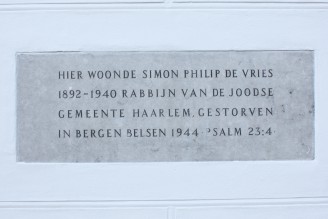 HIER WOONDE SIMON PHILIP DE VRIES
1892-1940 RABBIJN VAN DE JOODSE
GEMEENTE HAARLEM, GESTORVEN
IN BERGEN BELSEN 1944 PSALM 23:4